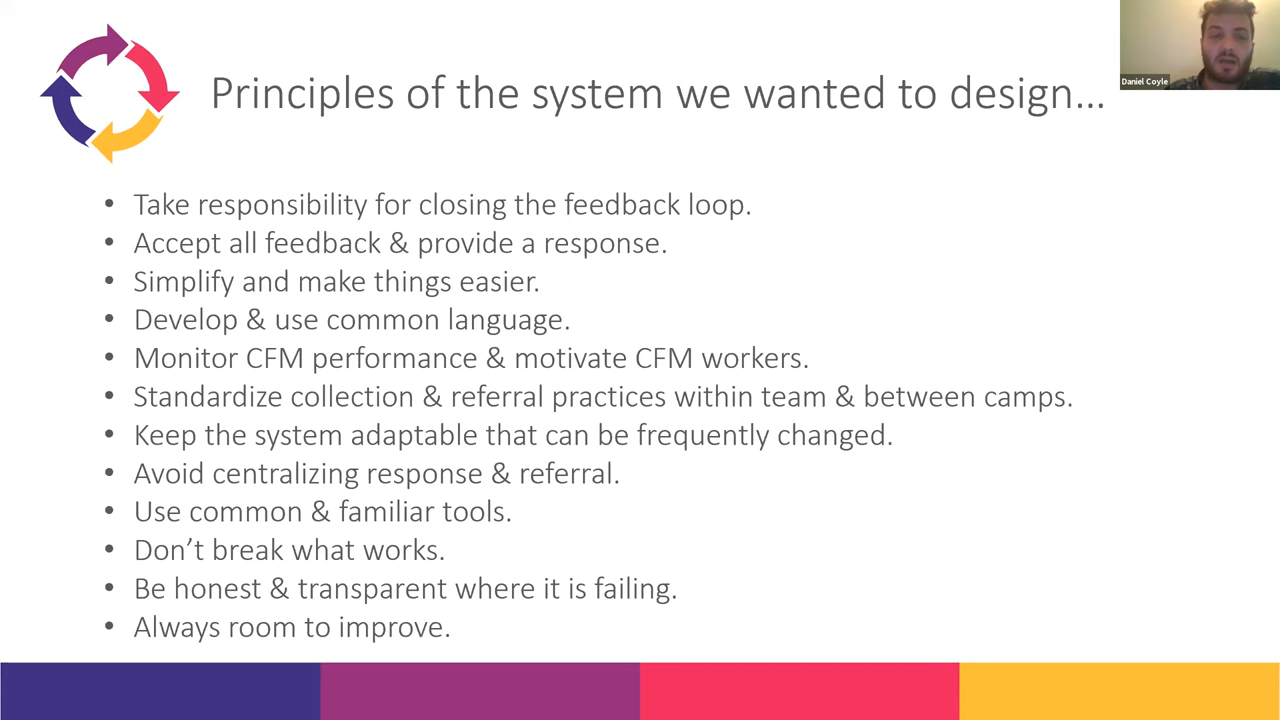 Daniel Coyle
Principles of the system we wanted to design...
• Take responsibility for closing the feedback loop.
• Accept all feedback & provide a response.
• Simplify and make things easier.
• Develop & use common language.
• Monitor CFM performance & motivate CFM workers.
• Standardize collection & referral practices within team & between camps.
• Keep the system adaptable that can be frequently changed.
• Avoid centralizing response & referral.
• Use common & familiar tools.
• Don’t break what works.
• Be honest & transparent where it is failing.
• Always room to improve.